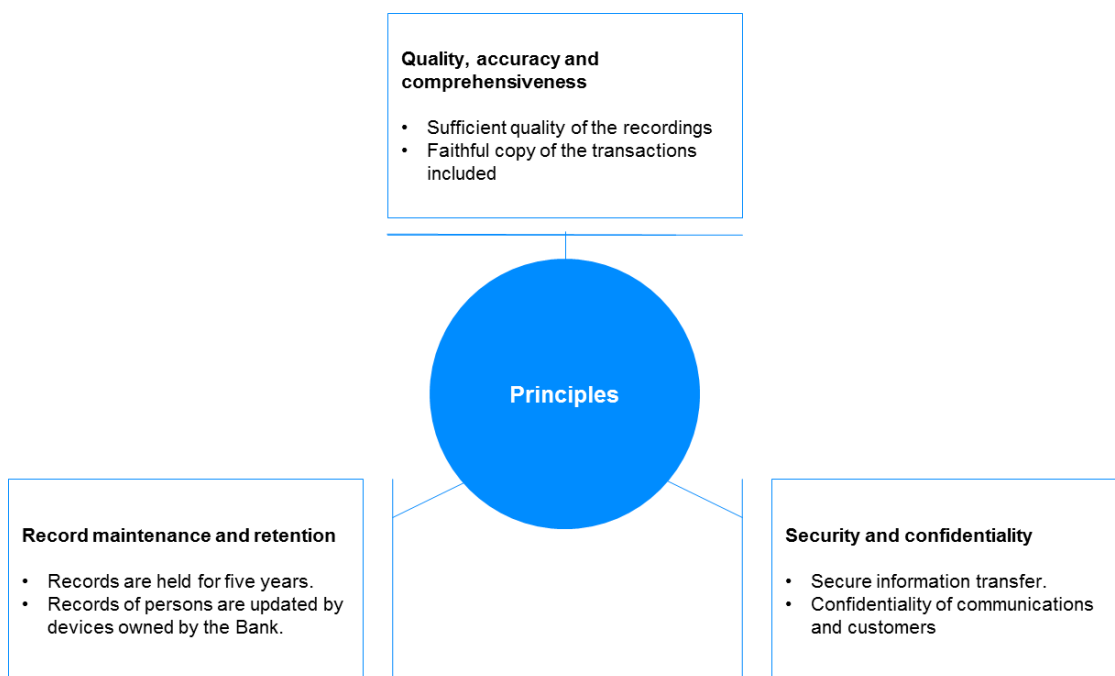 Quality, accuracy and
comprehensiveness
• Sufficient quality of the recordings
• Faithful copy of the transactions
included
Principles
Record maintenance and retention
• Records are held for five years.
• Records of persons are updated by
devices owned by the Bank.
Security and confidentiality
• Secure information transfer.
• Confidentiality of communications
and customers